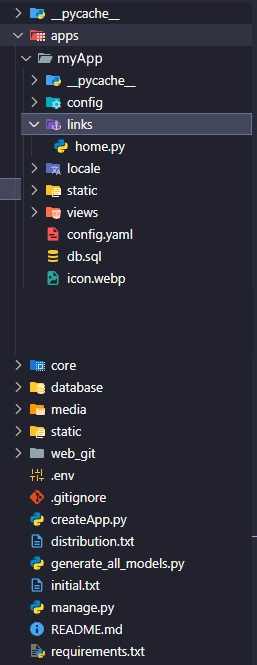 __pycache__
apps
myApp
__pycache__
config
links
home.py
locale
static
views
config.yaml
db.sql
icon.webp
core
database
media
static
web_git
.env
.gitignore
createApp.py
distribution.txt
generate_all_models.py
initial.txt
manage.py
README.md
requirements.txt